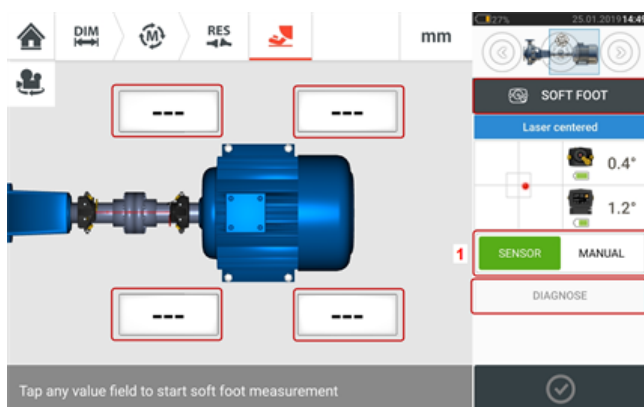 DIM
M
RES
mm
27%
25.01.2019 14:49
SOFT FOOT
Laser centered
0.4°
1.2°
1
SENSOR
MANUAL
DIAGNOSE
---
---
---
---
Tap any value field to start soft foot measurement